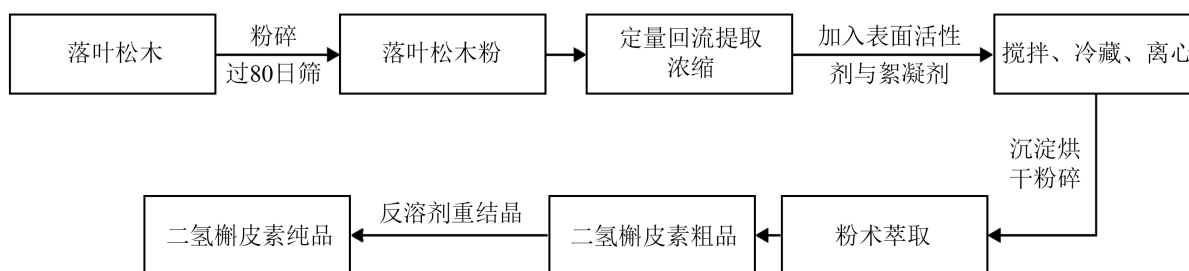 落叶松木
粉碎
过80日筛
落叶松木粉
定量回流提取
浓缩
加入表面活性
剂与絮凝剂
搅拌、冷藏、离心
沉淀烘
干粉碎
粉术萃取
二氢槲皮素粗品
反溶剂重结晶
二氢槲皮素纯品